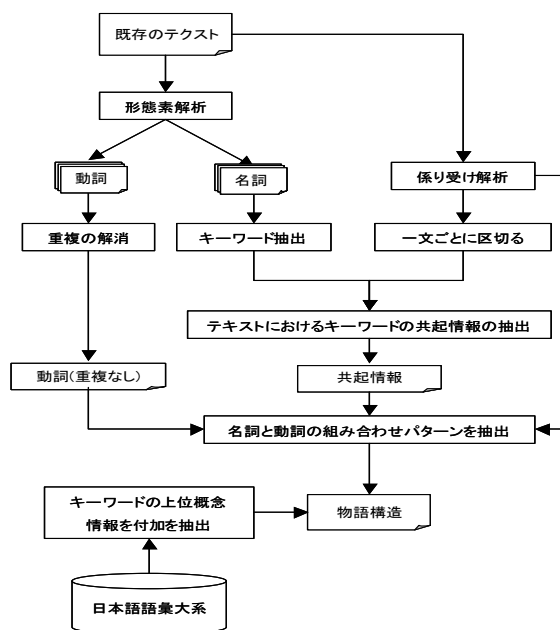 既存のテクスト
形態素解析
動詞
名詞
係り受け解析
重複の解消
キーワード抽出
一文ごとに区切る
テキストにおけるキーワードの共起情報の抽出
動詞(重複なし)
共起情報
名詞と動詞の組み合わせパターンを抽出
キーワードの上位概念
情報を付加を抽出
物語構造
日本語語彙大系